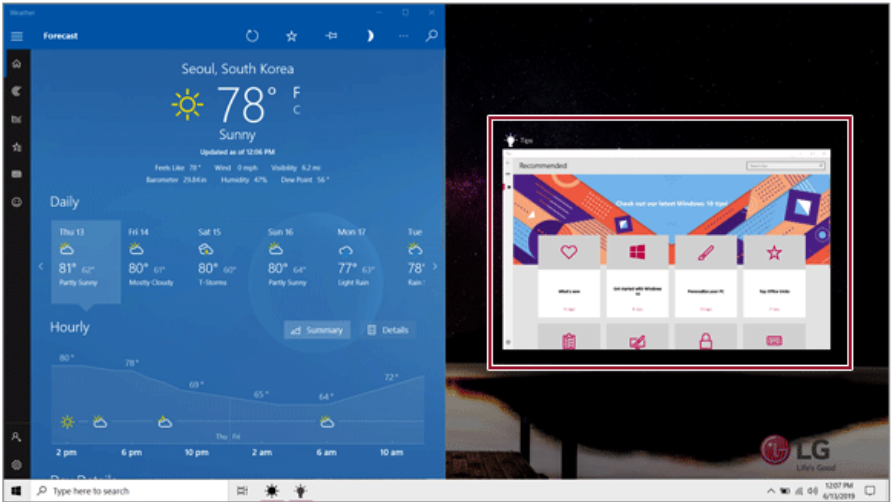 Weather
Forecast
Seoul, South Korea
78° F
C
Sunny
Updated as of 12:06 PM
Feels Like 78° Wind 0 mph Visibility 6.2 mi
Barometer 29.84 in Humidity 47% Dew Point 56°
Daily
Thu 13 Fri 14 Sat 15 Sun 16 Mon 17 Tue
81° 62° 80° 61° 80° 60° 80° 64° 77° 63° 78°
Partly Sunny Mostly Cloudy T-Storms Partly Sunny Light Rain Rain
Hourly
Summary Details
80° 78° 69° 65° 64° 72°
Thu Fri
2 pm 6 pm 10 pm 2 am 6 am 10 am
Tips
Recommended
Check out our latest Windows 10 tips!
What's new
Get started with Windows 10
Personalize your PC
Top Office tricks
LG
Life's Good
Type here to search
12:07 PM
6/13/2019